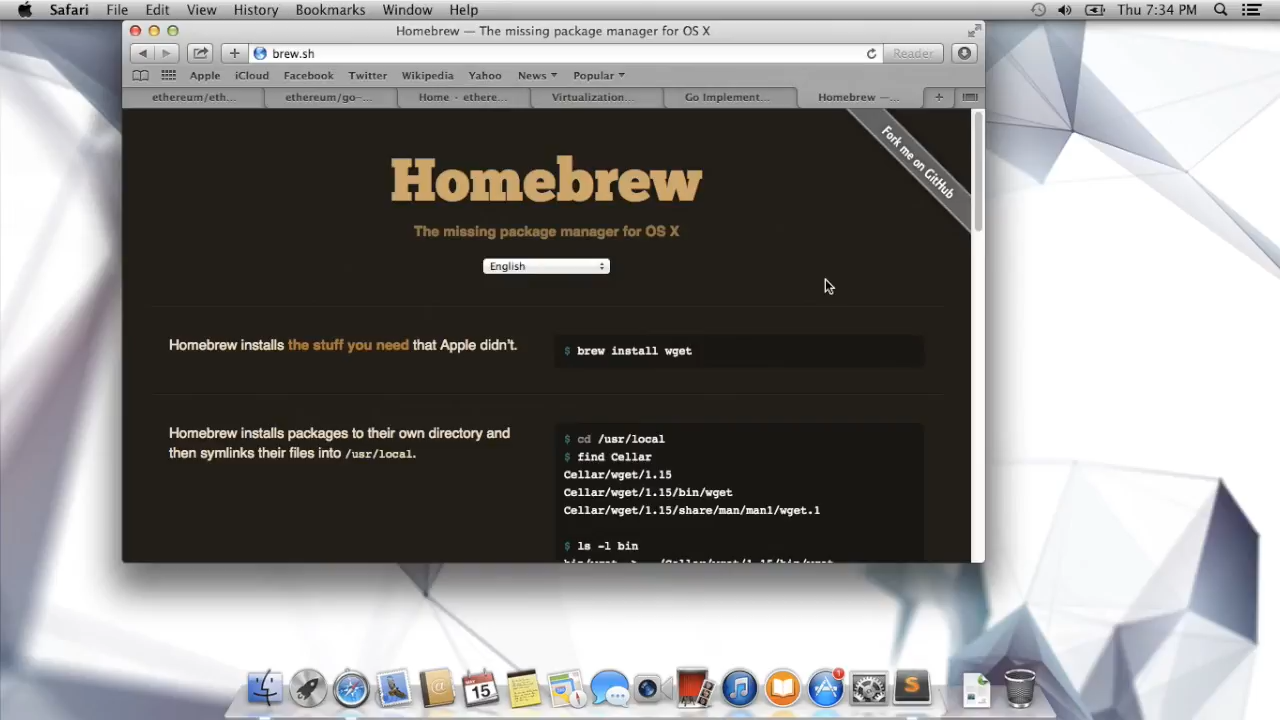 Safari File Edit View History Bookmarks Window Help Thu 7:34 PM
Homebrew — The missing package manager for OS X
brew.sh Reader
Apple iCloud Facebook Twitter Wikipedia Yahoo News Popular
ethereum/eth... ethereum/go-... Home · ethere... Virtualization... Go Implement... Homebrew —...
Fork me on GitHub
Homebrew
The missing package manager for OS X
English
Homebrew installs the stuff you need that Apple didn't.
$ brew install wget
Homebrew installs packages to their own directory and
then symlinks their files into /usr/local.
$ cd /usr/local
$ find Cellar
Cellar/wget/1.15
Cellar/wget/1.15/bin/wget
Cellar/wget/1.15/share/man/man1/wget.1
$ ls -l bin
1
15